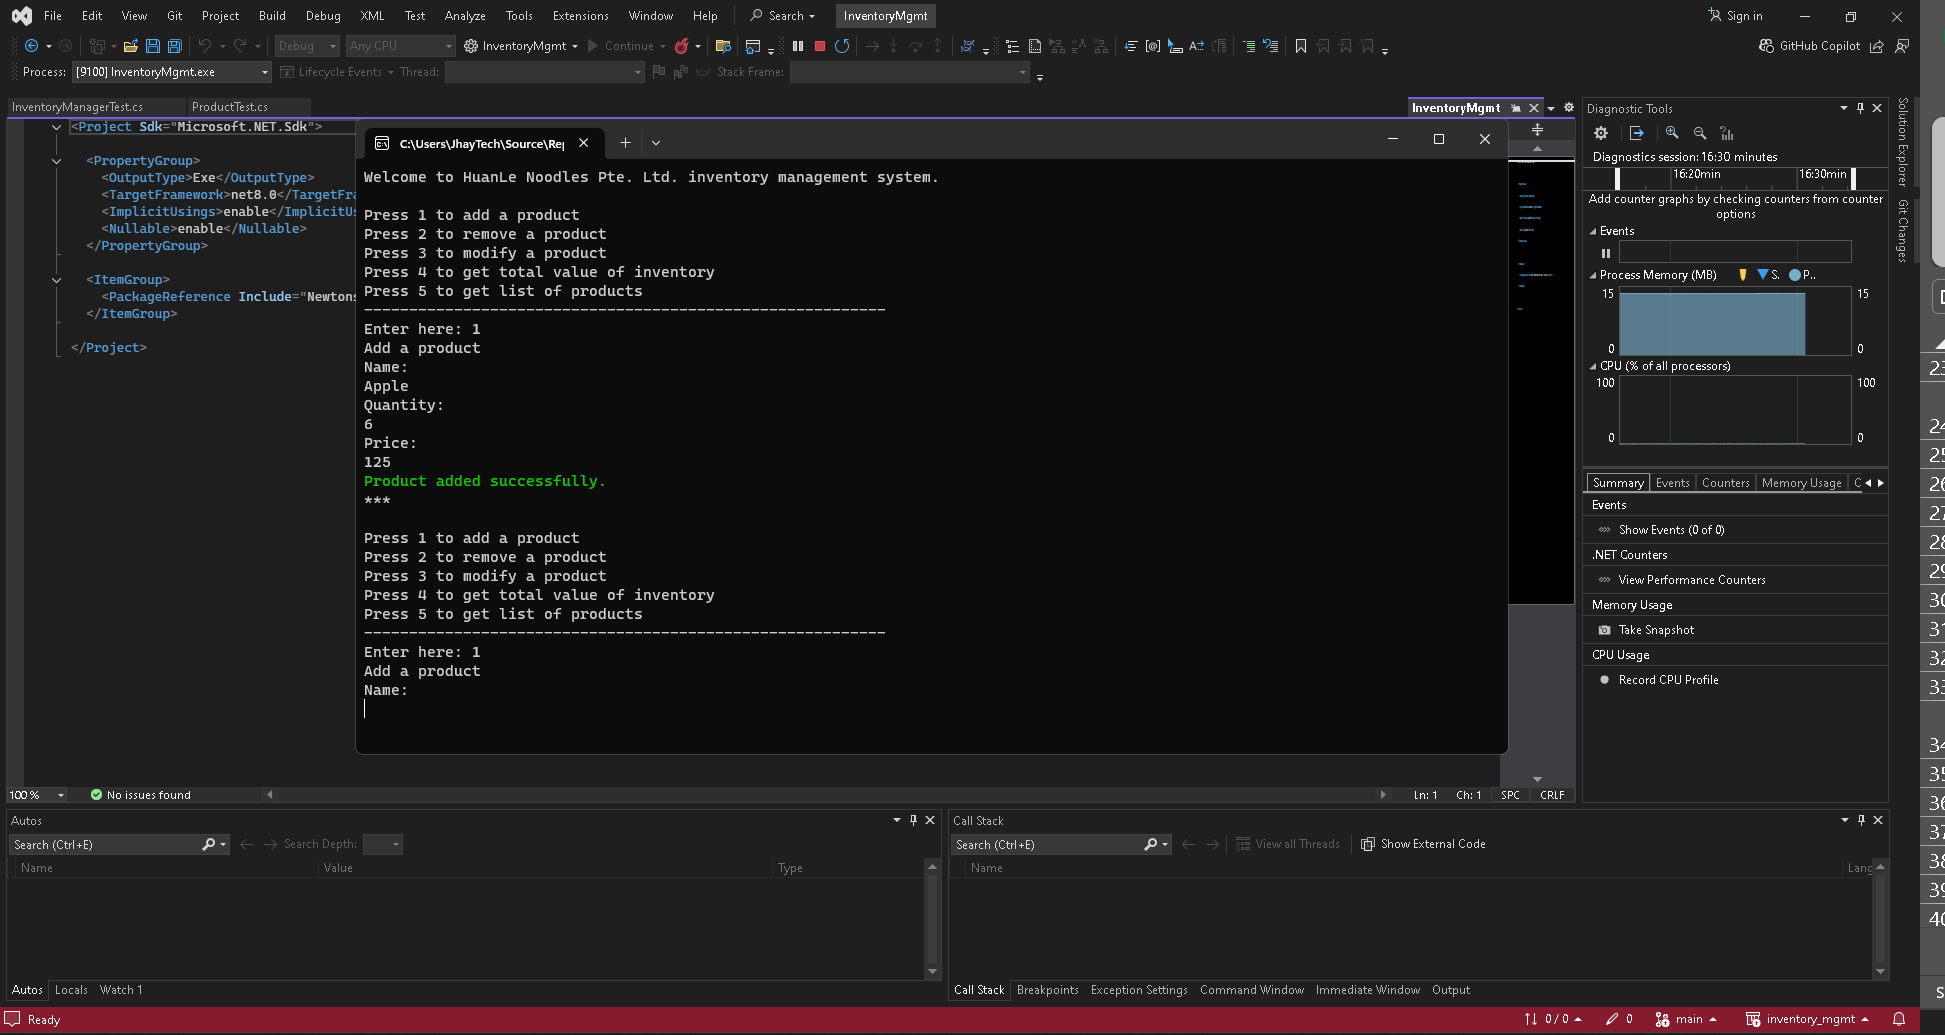 File Edit View Git Project Build Debug XML Test Analyze Tools Extensions Window Help Search InventoryMgmt Sign in
Debug Any CPU InventoryMgmt Continue GitHub Copilot
Process: [9100] InventoryMgmt.exe Lifecycle Events Thread: Stack Frame:
InventoryManagerTest.cs ProductTest.cs InventoryMgmt
<Project Sdk="Microsoft.NET.Sdk">
<PropertyGroup>
<OutputType>Exe</OutputType>
<TargetFramework>net8.0</TargetFra
<ImplicitUsings>enable</ImplicitUs
<Nullable>enable</Nullable>
</PropertyGroup>
<ItemGroup>
<PackageReference Include="Newtons
</ItemGroup>
</Project>
C:\Users\JhayTech\Source\Rep
Welcome to HuanLe Noodles Pte. Ltd. inventory management system.
Press 1 to add a product
Press 2 to remove a product
Press 3 to modify a product
Press 4 to get total value of inventory
Press 5 to get list of products
----------------------------------------------------------
Enter here: 1
Add a product
Name:
Apple
Quantity:
6
Price:
125
Product added successfully.
***
Press 1 to add a product
Press 2 to remove a product
Press 3 to modify a product
Press 4 to get total value of inventory
Press 5 to get list of products
----------------------------------------------------------
Enter here: 1
Add a product
Name:
Diagnostic Tools
Diagnostics session: 16:30 minutes
16:20min 16:30min
Add counter graphs by checking counters from counter
options
Events
Process Memory (MB) S. P..
15 15
0 0
CPU (% of all processors)
100 100
0 0
Summary Events Counters Memory Usage C
Events
Show Events (0 of 0)
.NET Counters
View Performance Counters
Memory Usage
Take Snapshot
CPU Usage
Record CPU Profile
Solution Explorer
Git Changes
23
24
25
26
27
28
29
30
31
32
33
34
35
36
37
38
39
40
100 % No issues found Ln: 1 Ch: 1 SPC CRLF
Autos
Search (Ctrl+E) Search Depth:
Name Value Type
Autos Locals Watch 1
Call Stack
Search (Ctrl+E) View all Threads Show External Code
Name Lang
Call Stack Breakpoints Exception Settings Command Window Immediate Window Output
Ready 0 / 0 0 main inventory_mgmt